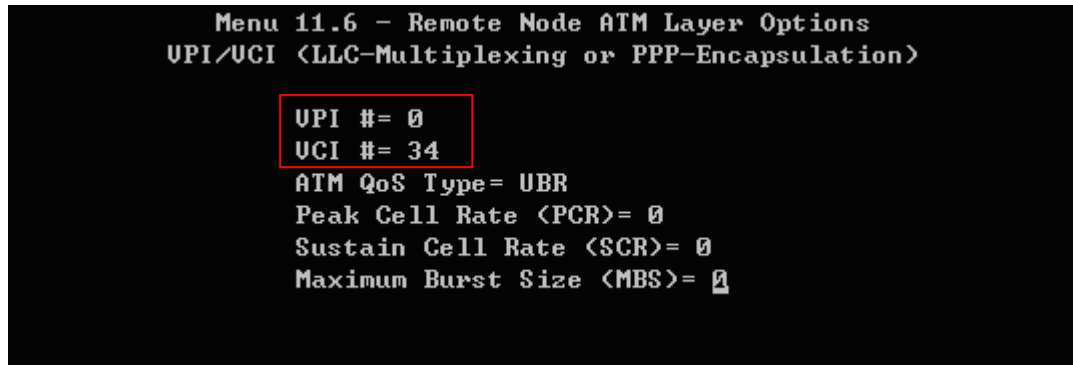 Menu 11.6 - Remote Node ATM Layer Options
VPI/VCI (LLC-Multiplexing or PPP-Encapsulation)
VPI #= 0
VCI #= 34
ATM QoS Type= UBR
Peak Cell Rate (PCR)= 0
Sustain Cell Rate (SCR)= 0
Maximum Burst Size (MBS)= 0